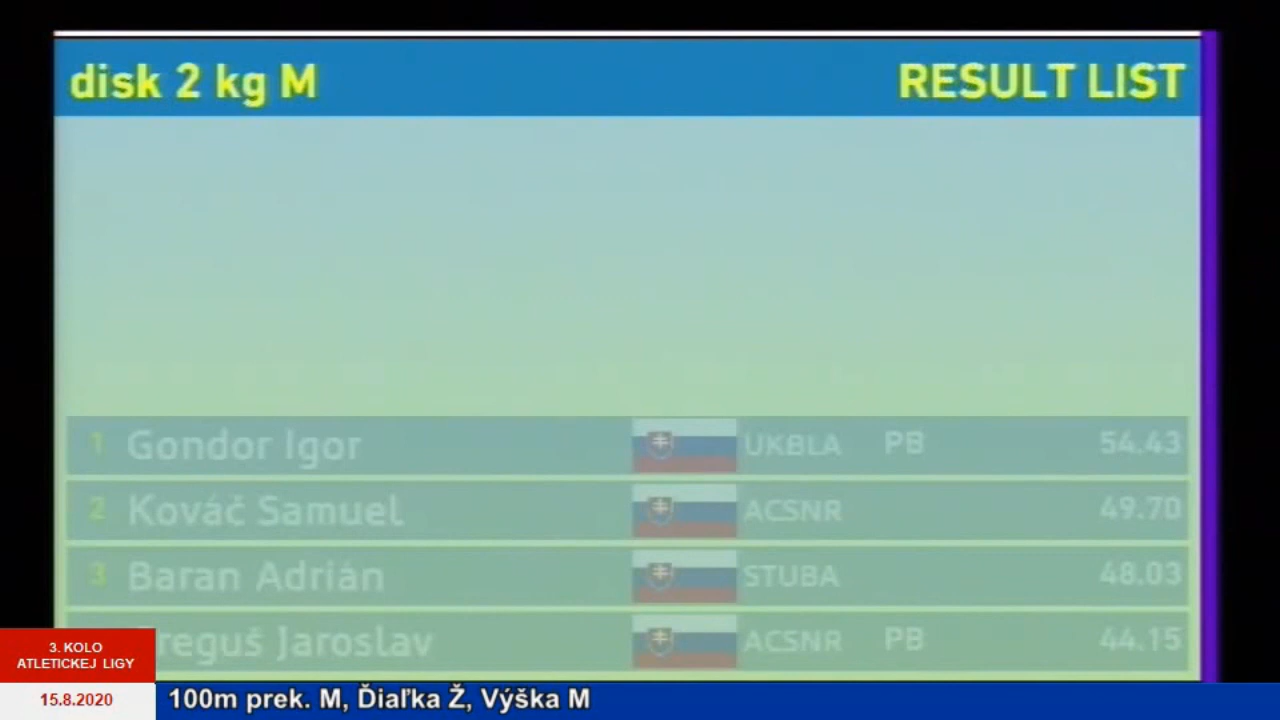 disk 2 kg M RESULT LIST
1 Gondor Igor UKBLA PB 54.43
2 Kováč Samuel ACSNR 49.70
3 Baran Adrián STUBA 48.03
Jaroslav ACSNR PB 44.15
3. KOLO
ATLETICKEJ LIGY
15.8.2020
100m prek. M, Ďiaľka Ž, Výška M